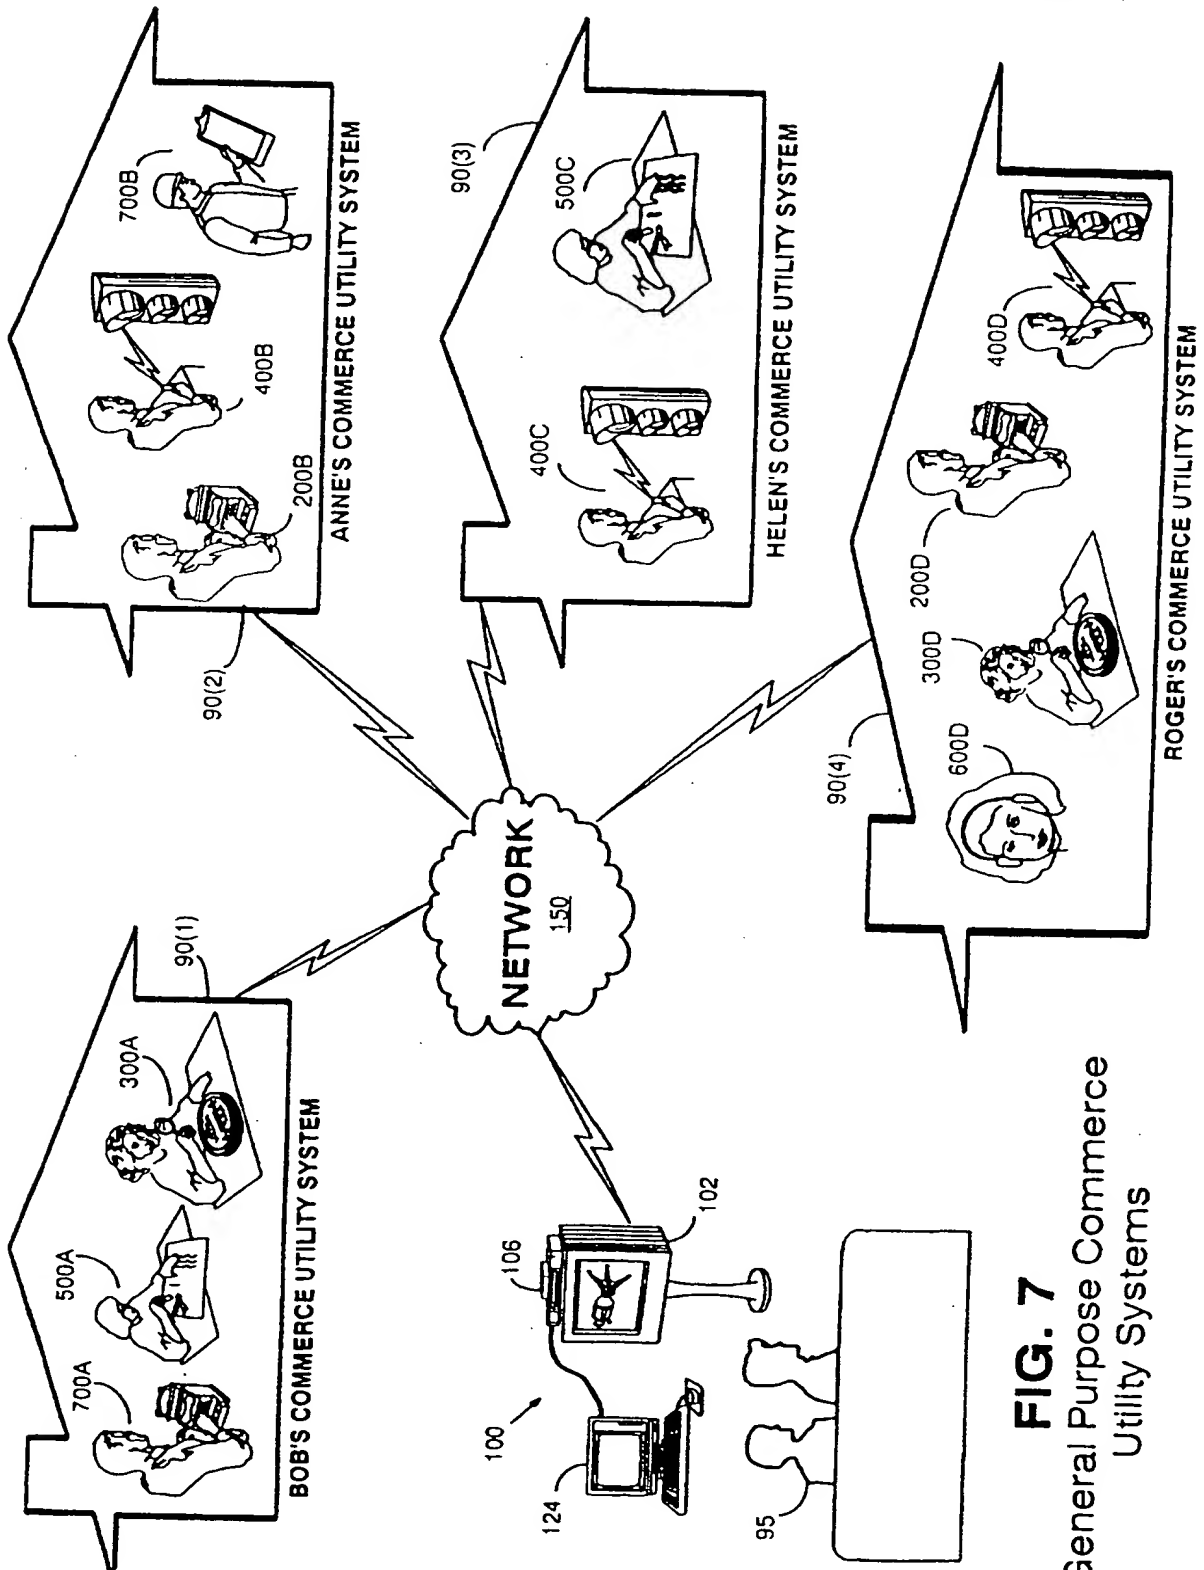 BOB'S COMMERCE UTILITY SYSTEM
700A
500A
300A
90(1)
ANNE'S COMMERCE UTILITY SYSTEM
90(2)
200B
400B
700B
HELEN'S COMMERCE UTILITY SYSTEM
400C
500C
90(3)
NETWORK
150
ROGER'S COMMERCE UTILITY SYSTEM
90(4)
600D
300D
200D
400D
124
100
106
102
95
FIG. 7
General Purpose Commerce
Utility Systems